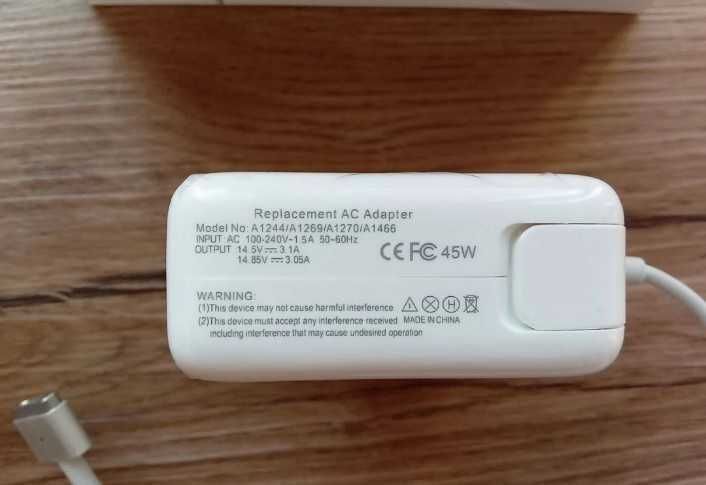 Replacement AC Adapter
Model No: A1244/A1269/A1270/A1466
INPUT: AC 100-240V~1.5A 50-60Hz
OUTPUT 14.5V⎓3.1A
14.85V⎓3.05A
CE FC 45W
WARNING:
(1)This device may not cause harmful interference
(2)This device must accept any interference received MADE IN CHINA
including interference that may cause undesired operation